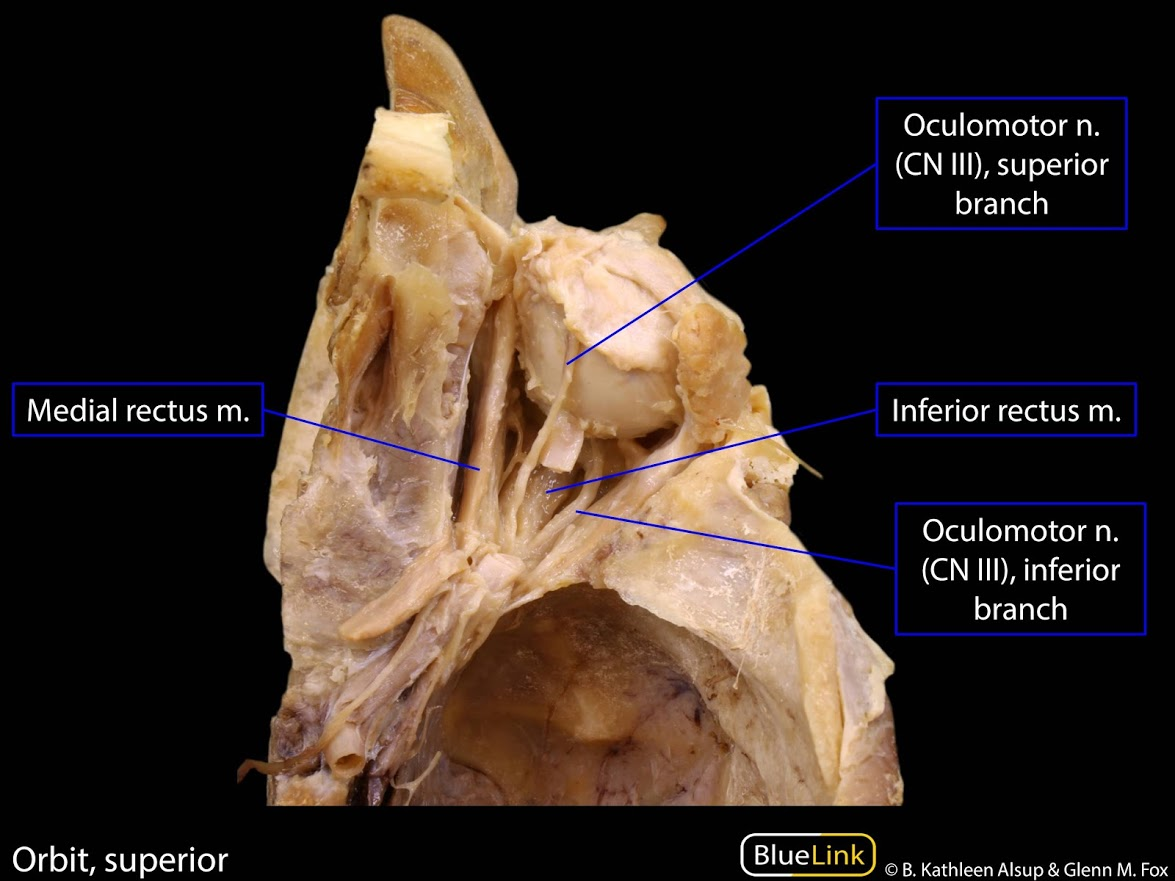 Oculomotor n.
(CN III), superior
branch
Medial rectus m.
Inferior rectus m.
Oculomotor n.
(CN III), inferior
branch
Orbit, superior
BlueLink
© B. Kathleen Alsup & Glenn M. Fox